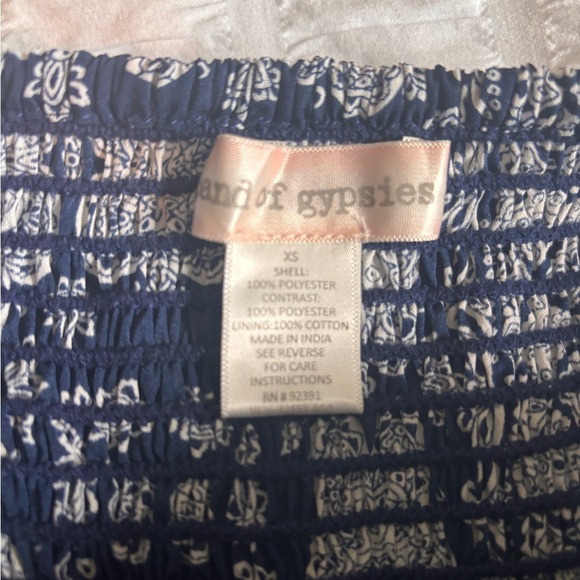 and of gypsies
XS
SHELL:
100% POLYESTER
CONTRAST:
100% POLYESTER
LINING:100% COTTON
MADE IN INDIA
SEE REVERSE
FOR CARE
INSTRUCTIONS
RN # 92391